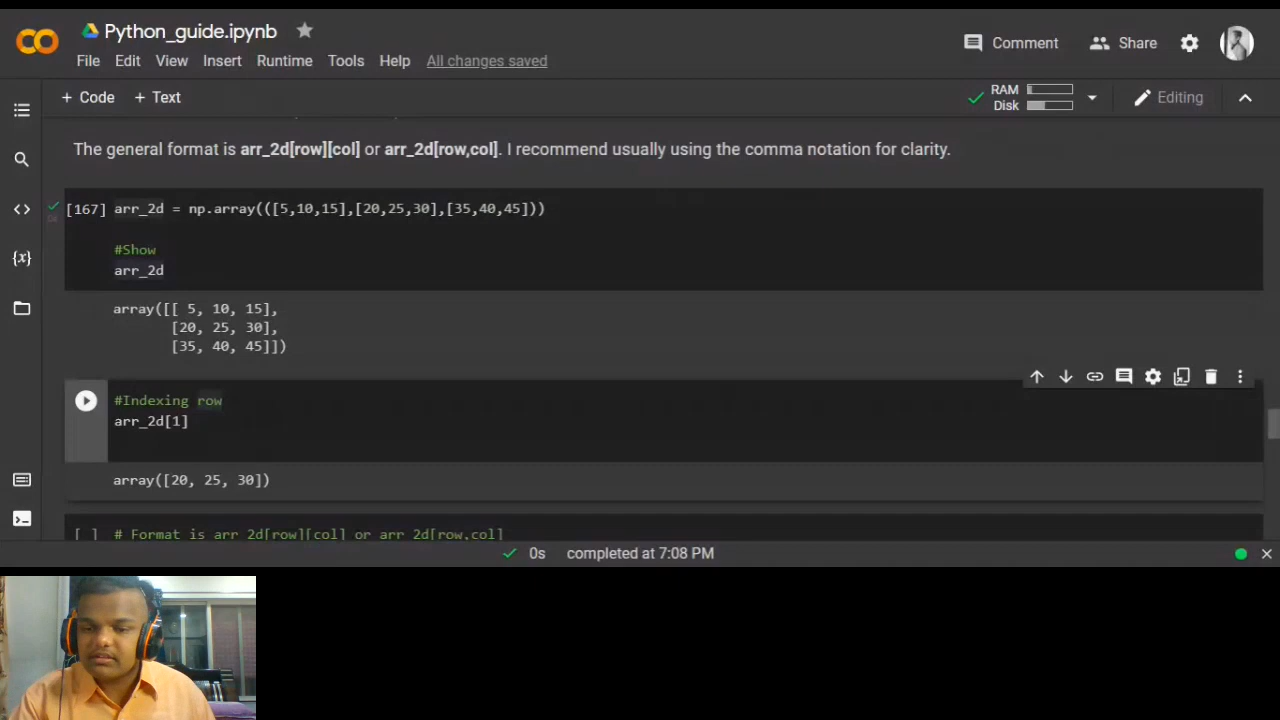 Python_guide.ipynb
File Edit View Insert Runtime Tools Help All changes saved
Comment Share
+ Code + Text
RAM
Disk
Editing
The general format is arr_2d[row][col] or arr_2d[row,col]. I recommend usually using the comma notation for clarity.
[167] arr_2d = np.array(([5,10,15],[20,25,30],[35,40,45]))
#Show
arr_2d
array([[ 5, 10, 15],
[20, 25, 30],
[35, 40, 45]])
#Indexing row
arr_2d[1]
array([20, 25, 30])
[ ] # Format is arr_2d[row][col] or arr_2d[row,col]
0s completed at 7:08 PM